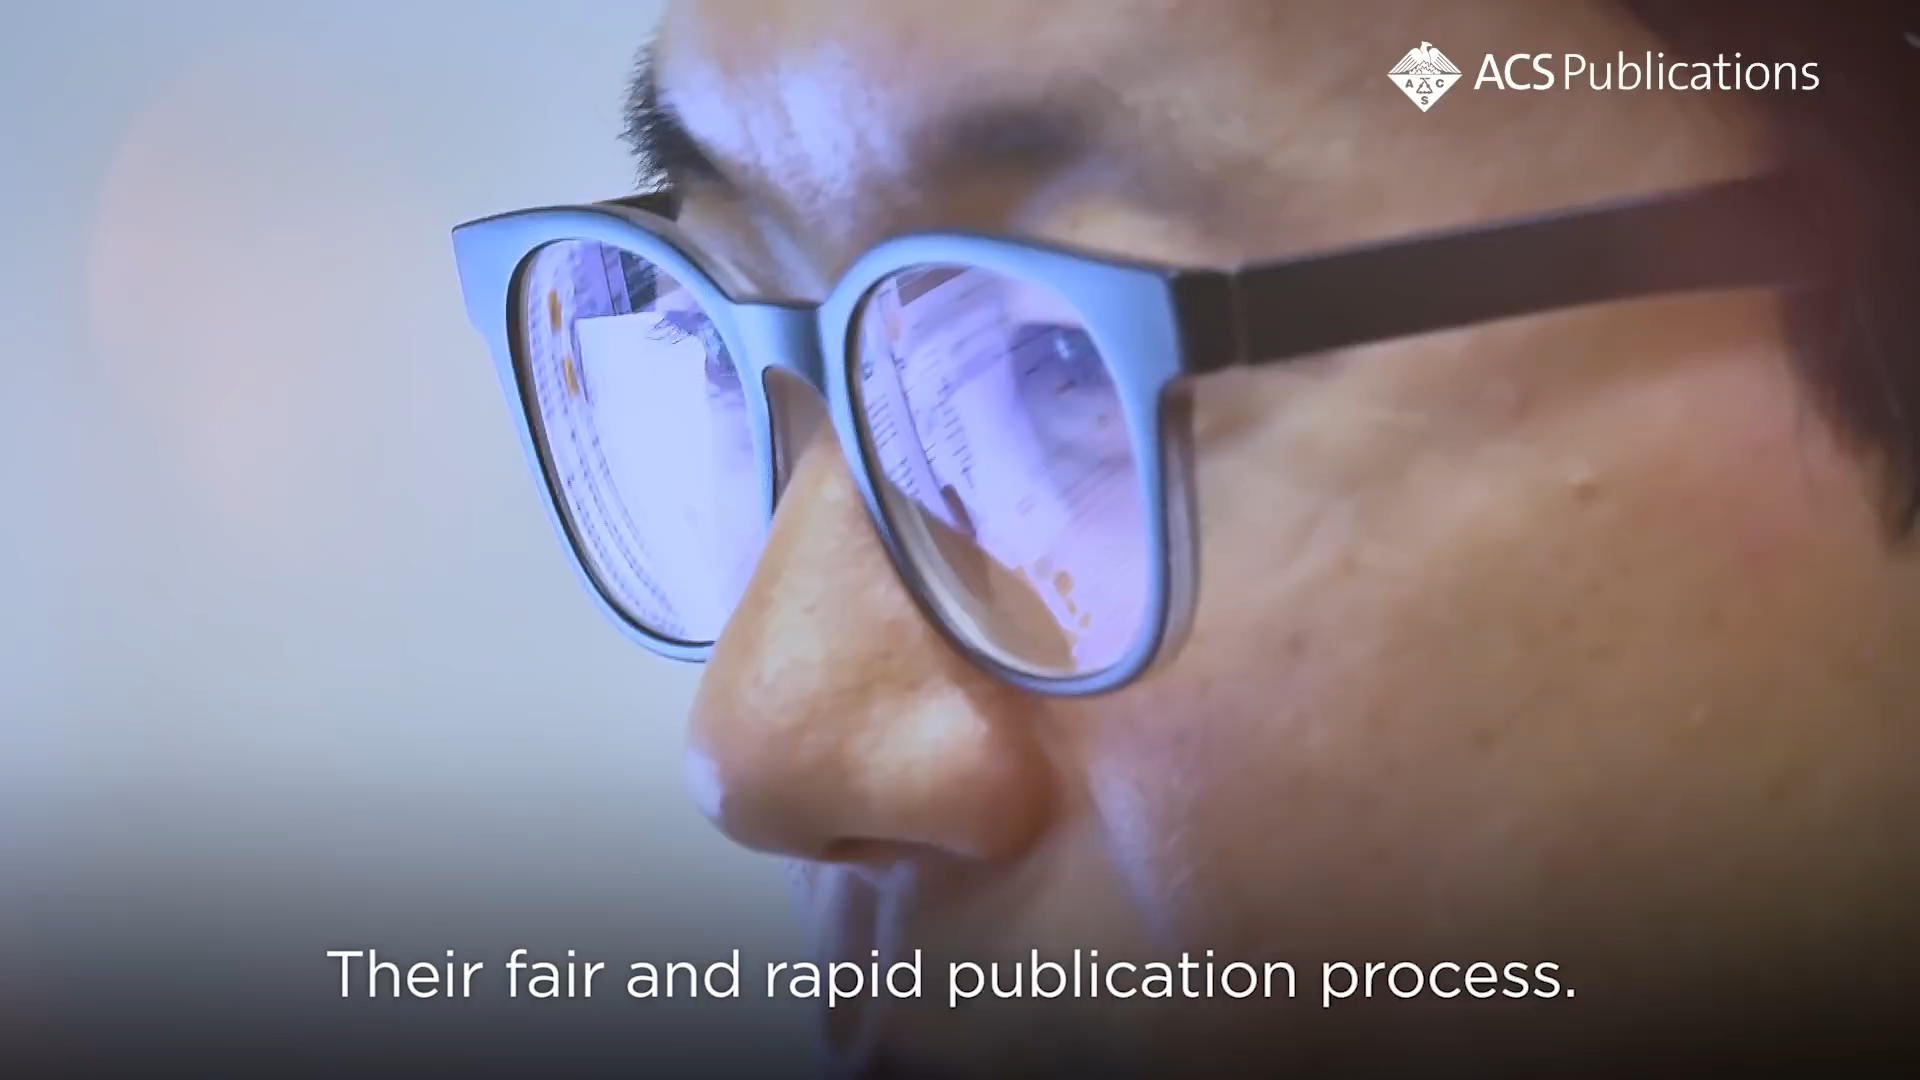 ACS Publications
A C S
Their fair and rapid publication process.